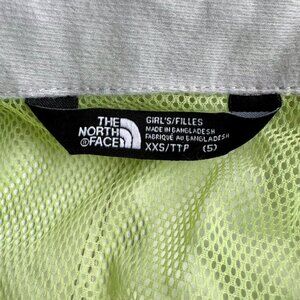 THE
NORTH
FACE
GIRL'S/FILLES
MADE IN BANGLADESH
FABRIQUÉ AU BANGLADESH
XXS/TTP (5)